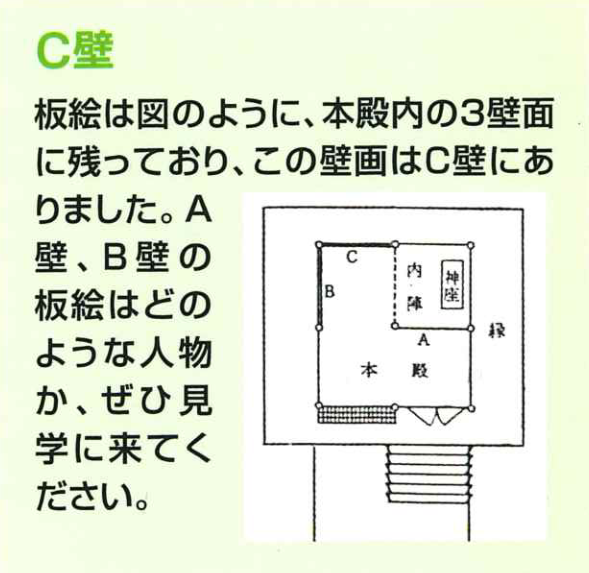 C壁
板絵は図のように、本殿内の3壁面
に残っており、この壁画はC壁にあ
りました。A
壁、B壁の
板絵はどの
ような人物
か、ぜひ見
学に来てく
ださい。
C
B
内陣
神座
A
縁
本殿